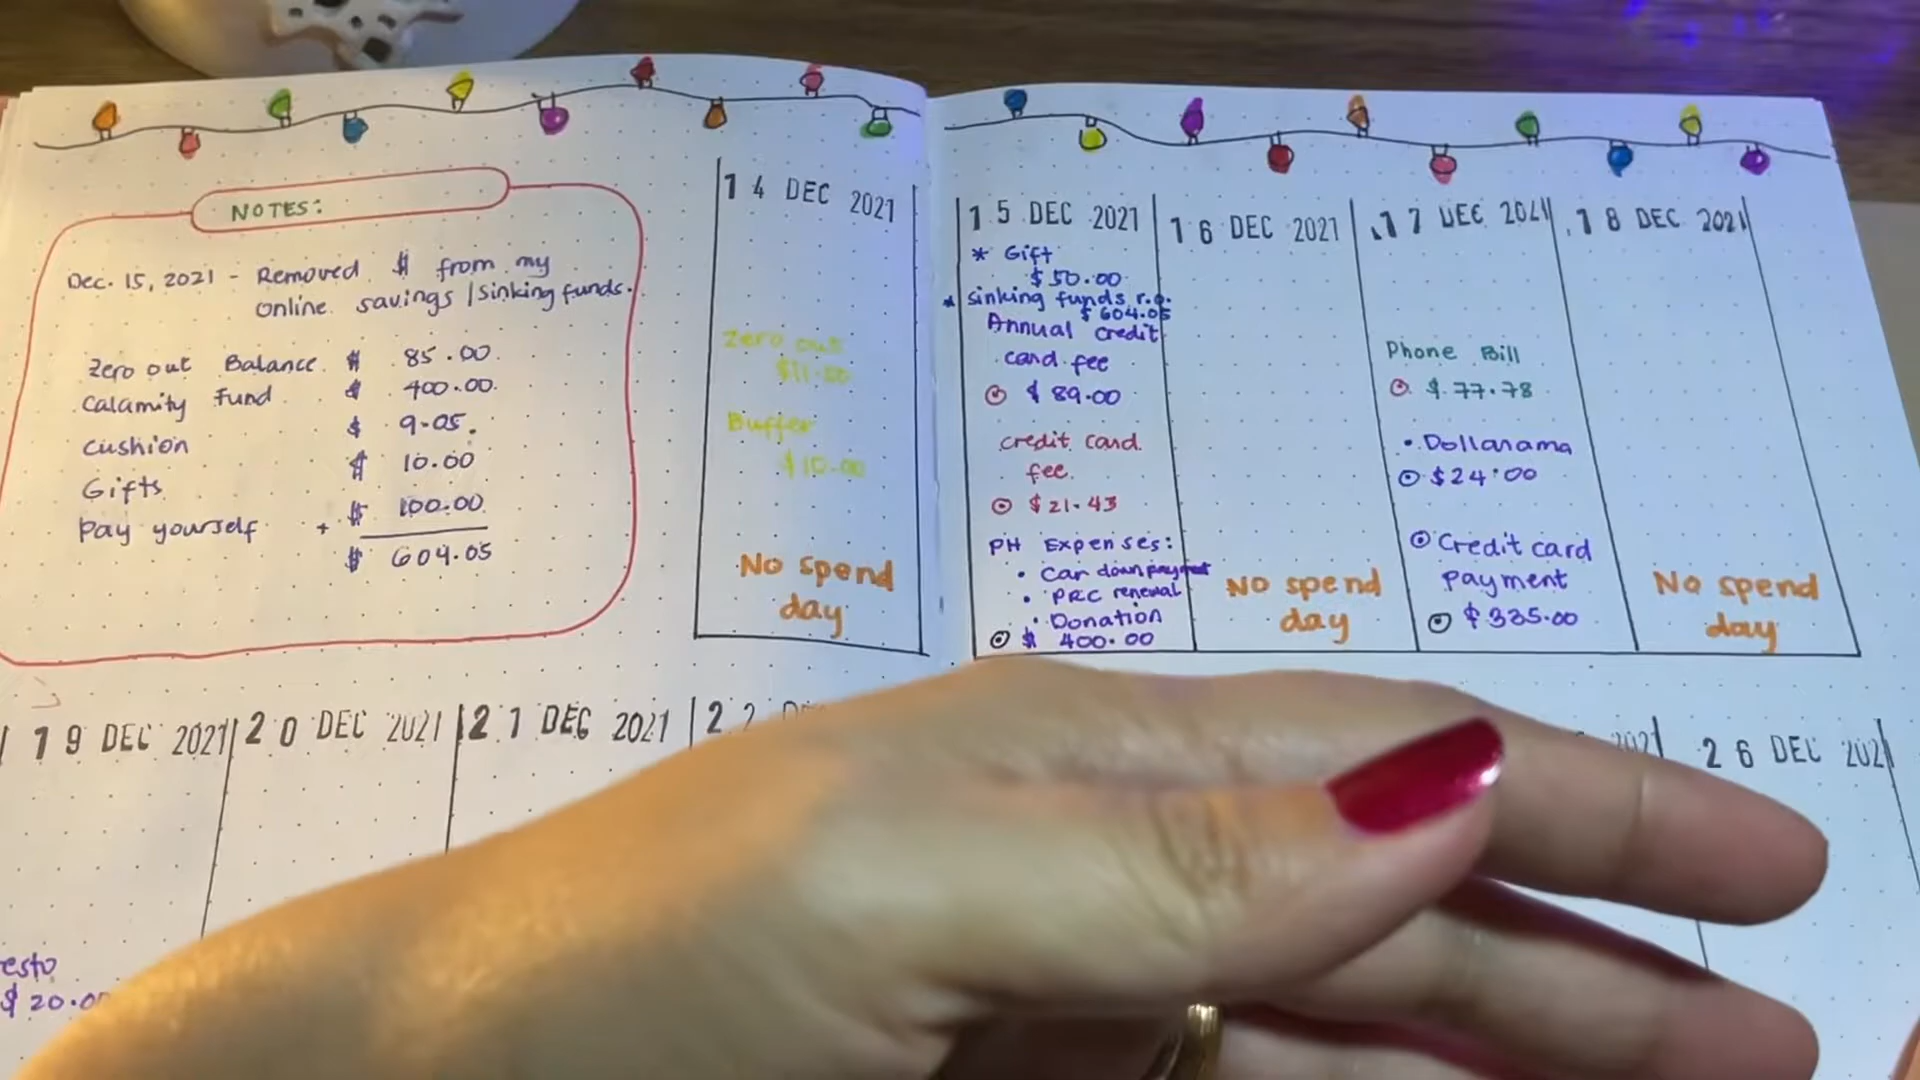 NOTES:
Dec. 15, 2021 - Removed $ from my
online savings / sinking funds.
Zero out Balance $ 85.00
Calamity Fund $ 400.00
Cushion $ 9.05
Gifts $ 10.00
Pay yourself + $ 100.00
$ 604.05
14 DEC 2021
Zero out
Buffer
$10.00
No spend
day
15 DEC 2021
* Gift
$50.00
* Sinking funds r.o.
$604.05
Annual Credit
card fee
$ 89.00
credit card
fee
$21.43
PH Expenses:
• Car downpayment
• PRC renewal
• Donation
$ 400.00
16 DEC 2021
No spend
day
17 DEC 2021
Phone Bill
$77.78
• Dollarama
$24.00
Credit card
payment
$335.00
18 DEC 2021
No spend
day
19 DEC 2021
20 DEC 2021
21 DEC 2021
22
26 DEC 202
esto
$20.0